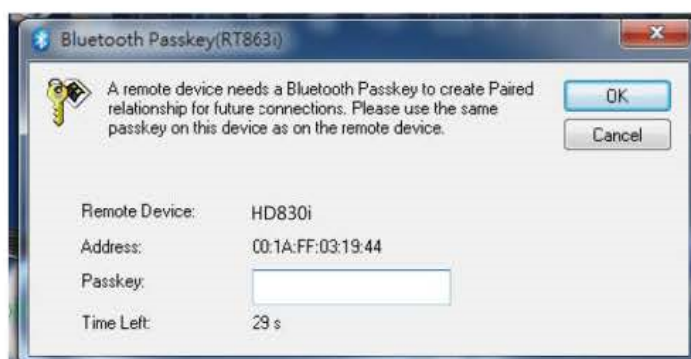 Bluetooth Passkey(RT863i)
A remote device needs a Bluetooth Passkey to create Paired
relationship for future connections. Please use the same
passkey on this device as on the remote device.
OK
Cancel
Remote Device: HD830i
Address: 00:1A:FF:03:19:44
Passkey:
Time Left: 29 s